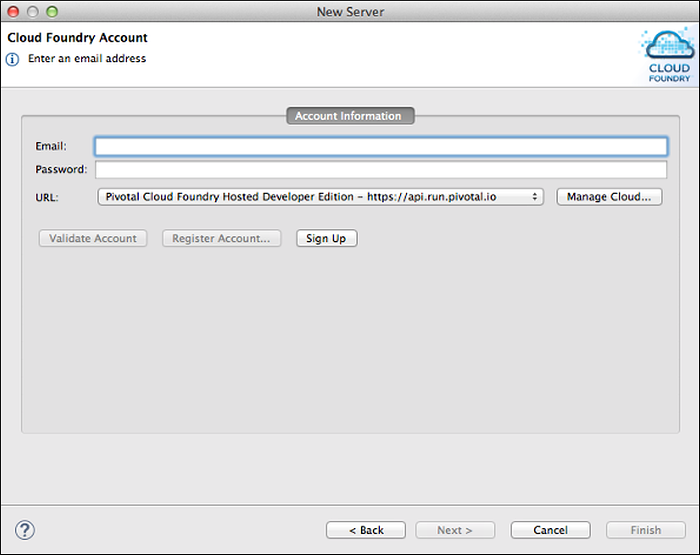 New Server
Cloud Foundry Account
Enter an email address
CLOUD
FOUNDRY
Account Information
Email:
Password:
URL: Pivotal Cloud Foundry Hosted Developer Edition – https://api.run.pivotal.io Manage Cloud...
Validate Account Register Account... Sign Up
? < Back Next > Cancel Finish